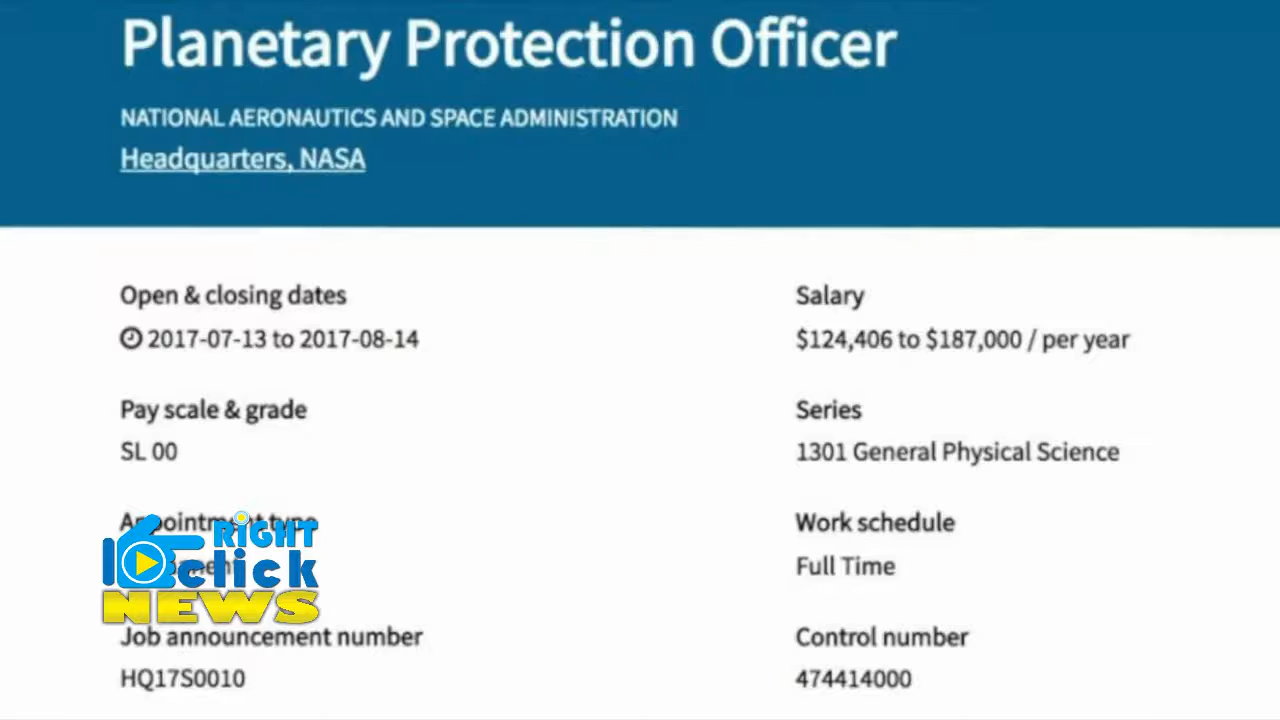 Planetary Protection Officer
NATIONAL AERONAUTICS AND SPACE ADMINISTRATION
Headquarters, NASA
Open & closing dates
2017-07-13 to 2017-08-14
Salary
$124,406 to $187,000 / per year
Pay scale & grade
SL 00
Series
1301 General Physical Science
Appointment type
Work schedule
Full Time
RIGHT
click
NEWS
Job announcement number
HQ17S0010
Control number
474414000